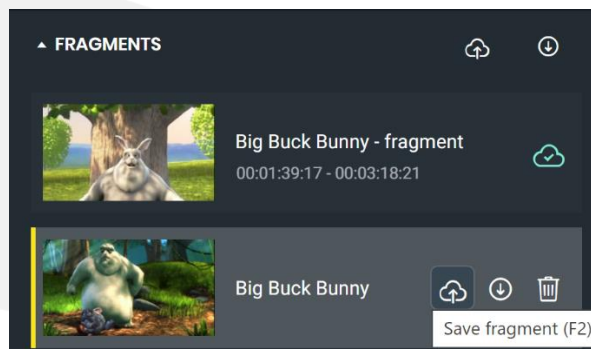 FRAGMENTS
Big Buck Bunny - fragment
00:01:39:17 - 00:03:18:21
Big Buck Bunny
Save fragment (F2)